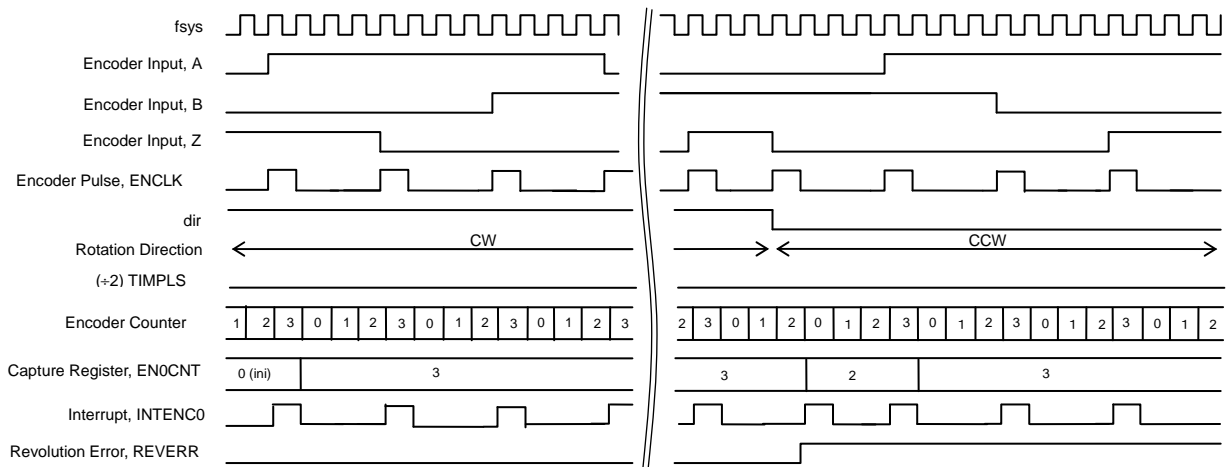 fsys
Encoder Input, A
Encoder Input, B
Encoder Input, Z
Encoder Pulse, ENCLK
dir
Rotation Direction CW CCW
(÷2) TIMPLS
Encoder Counter 1 2 3 0 1 2 3 0 1 2 3 0 1 2 3 2 3 0 1 2 0 1 2 3 0 1 2 3 0 1 2 3 0 1 2
Capture Register, EN0CNT 0 (ini) 3 3 2 3
Interrupt, INTENC0
Revolution Error, REVERR